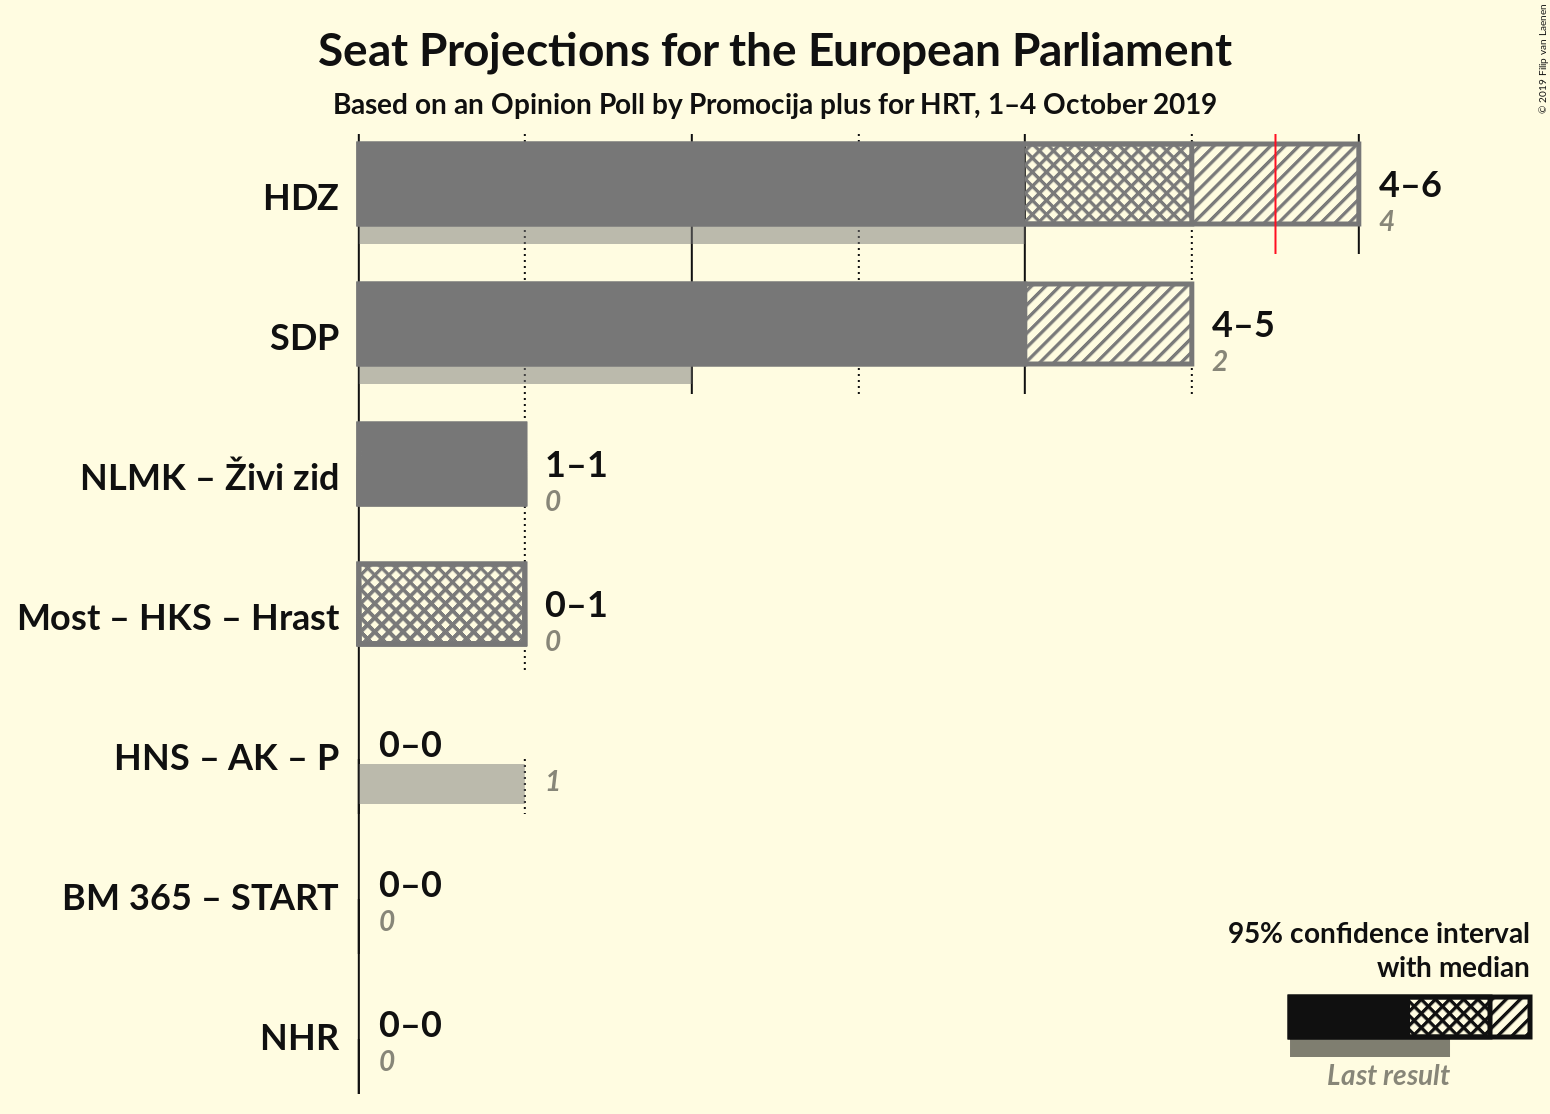 Seat Projections for the European Parliament
Based on an Opinion Poll by Promocija plus for HRT, 1–4 October 2019
© 2019 Filip van Laenen
HDZ
4–6
4
SDP
4–5
2
NLMK – Živi zid
1–1
0
Most – HKS – Hrast
0–1
0
HNS – AK – P
0–0
1
BM 365 – START
0–0
0
NHR
0–0
0
95% confidence interval
with median
Last result